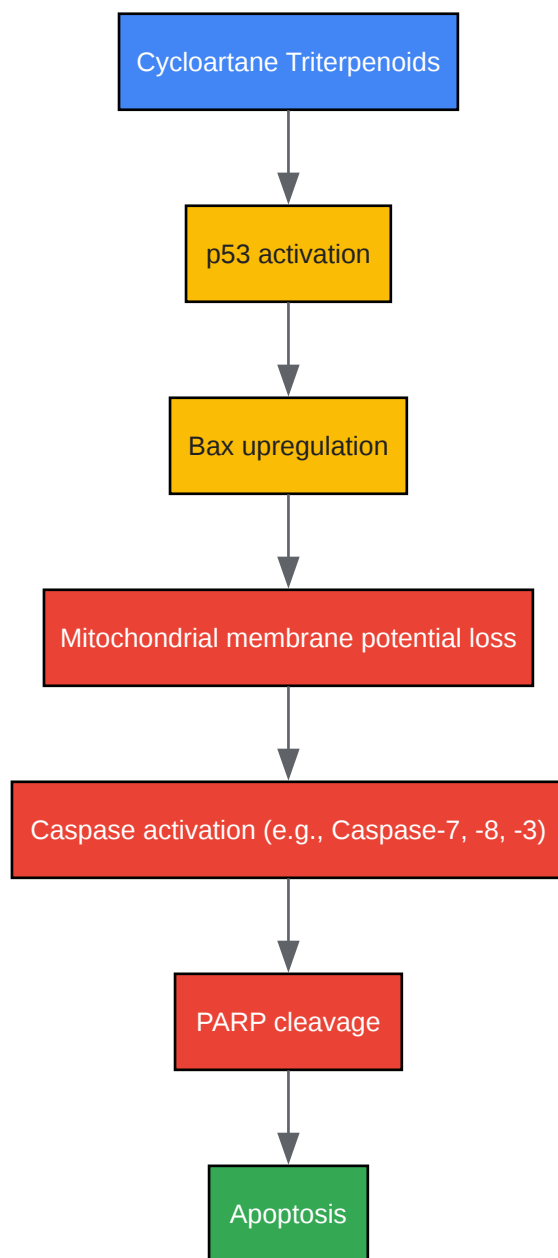 Cycloartane Triterpenoids
p53 activation
Bax upregulation
Mitochondrial membrane potential loss
Caspase activation (e.g., Caspase-7, -8, -3)
PARP cleavage
Apoptosis